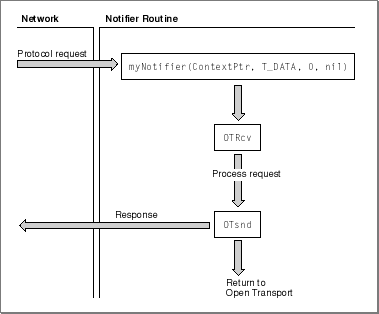 Network
Notifier Routine
Protocol request
myNotifier(ContextPtr, T_DATA, 0, nil)
OTRcv
Process request
Response
OTsnd
Return to
Open Transport